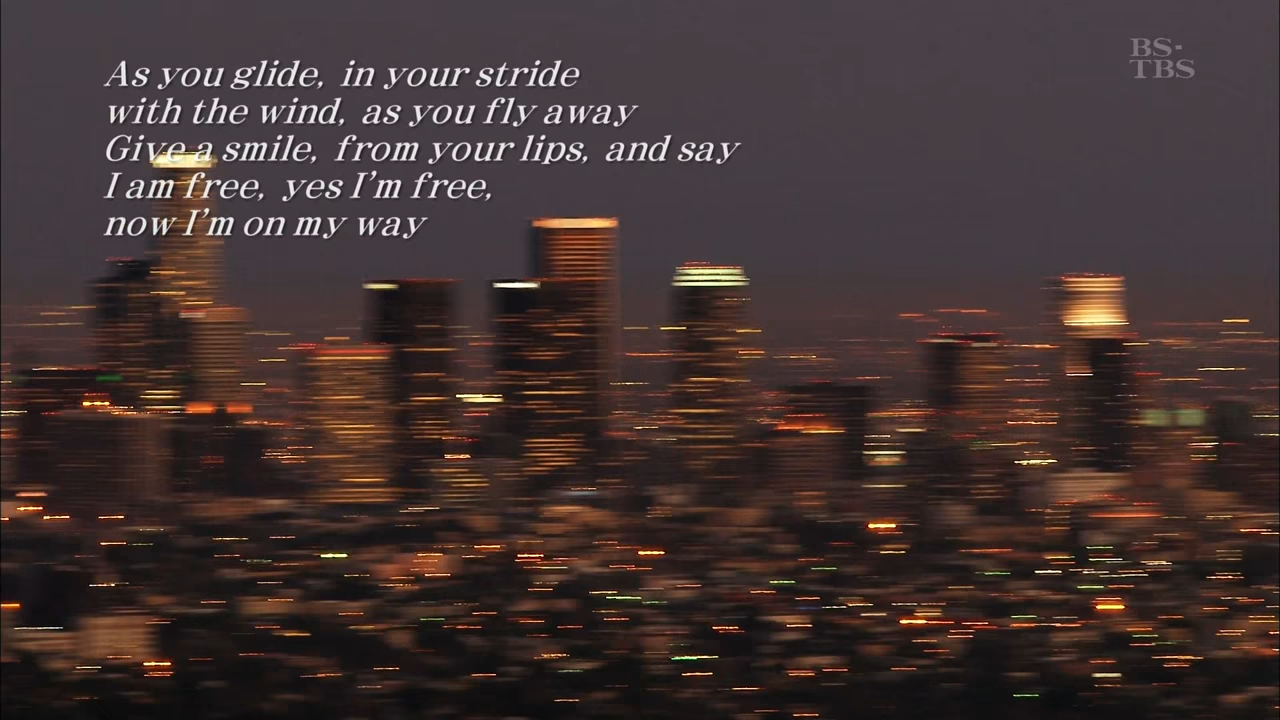 As you glide, in your stride
with the wind, as you fly away
Give a smile, from your lips, and say
I am free, yes I'm free,
now I'm on my way
BS-
TBS